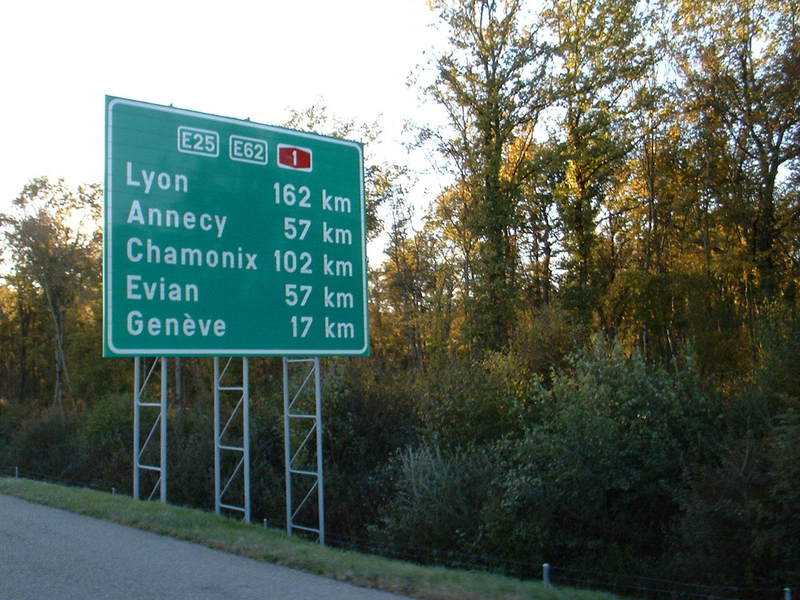 E25 E62 1
Lyon 162 km
Annecy 57 km
Chamonix 102 km
Evian 57 km
Genève 17 km